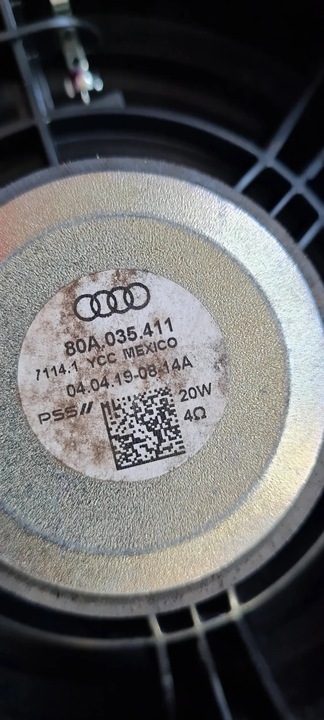 80A.035.411
7114.1 YCC MEXICO
04.04.19-08.14A
PSS// 20W
4Ω